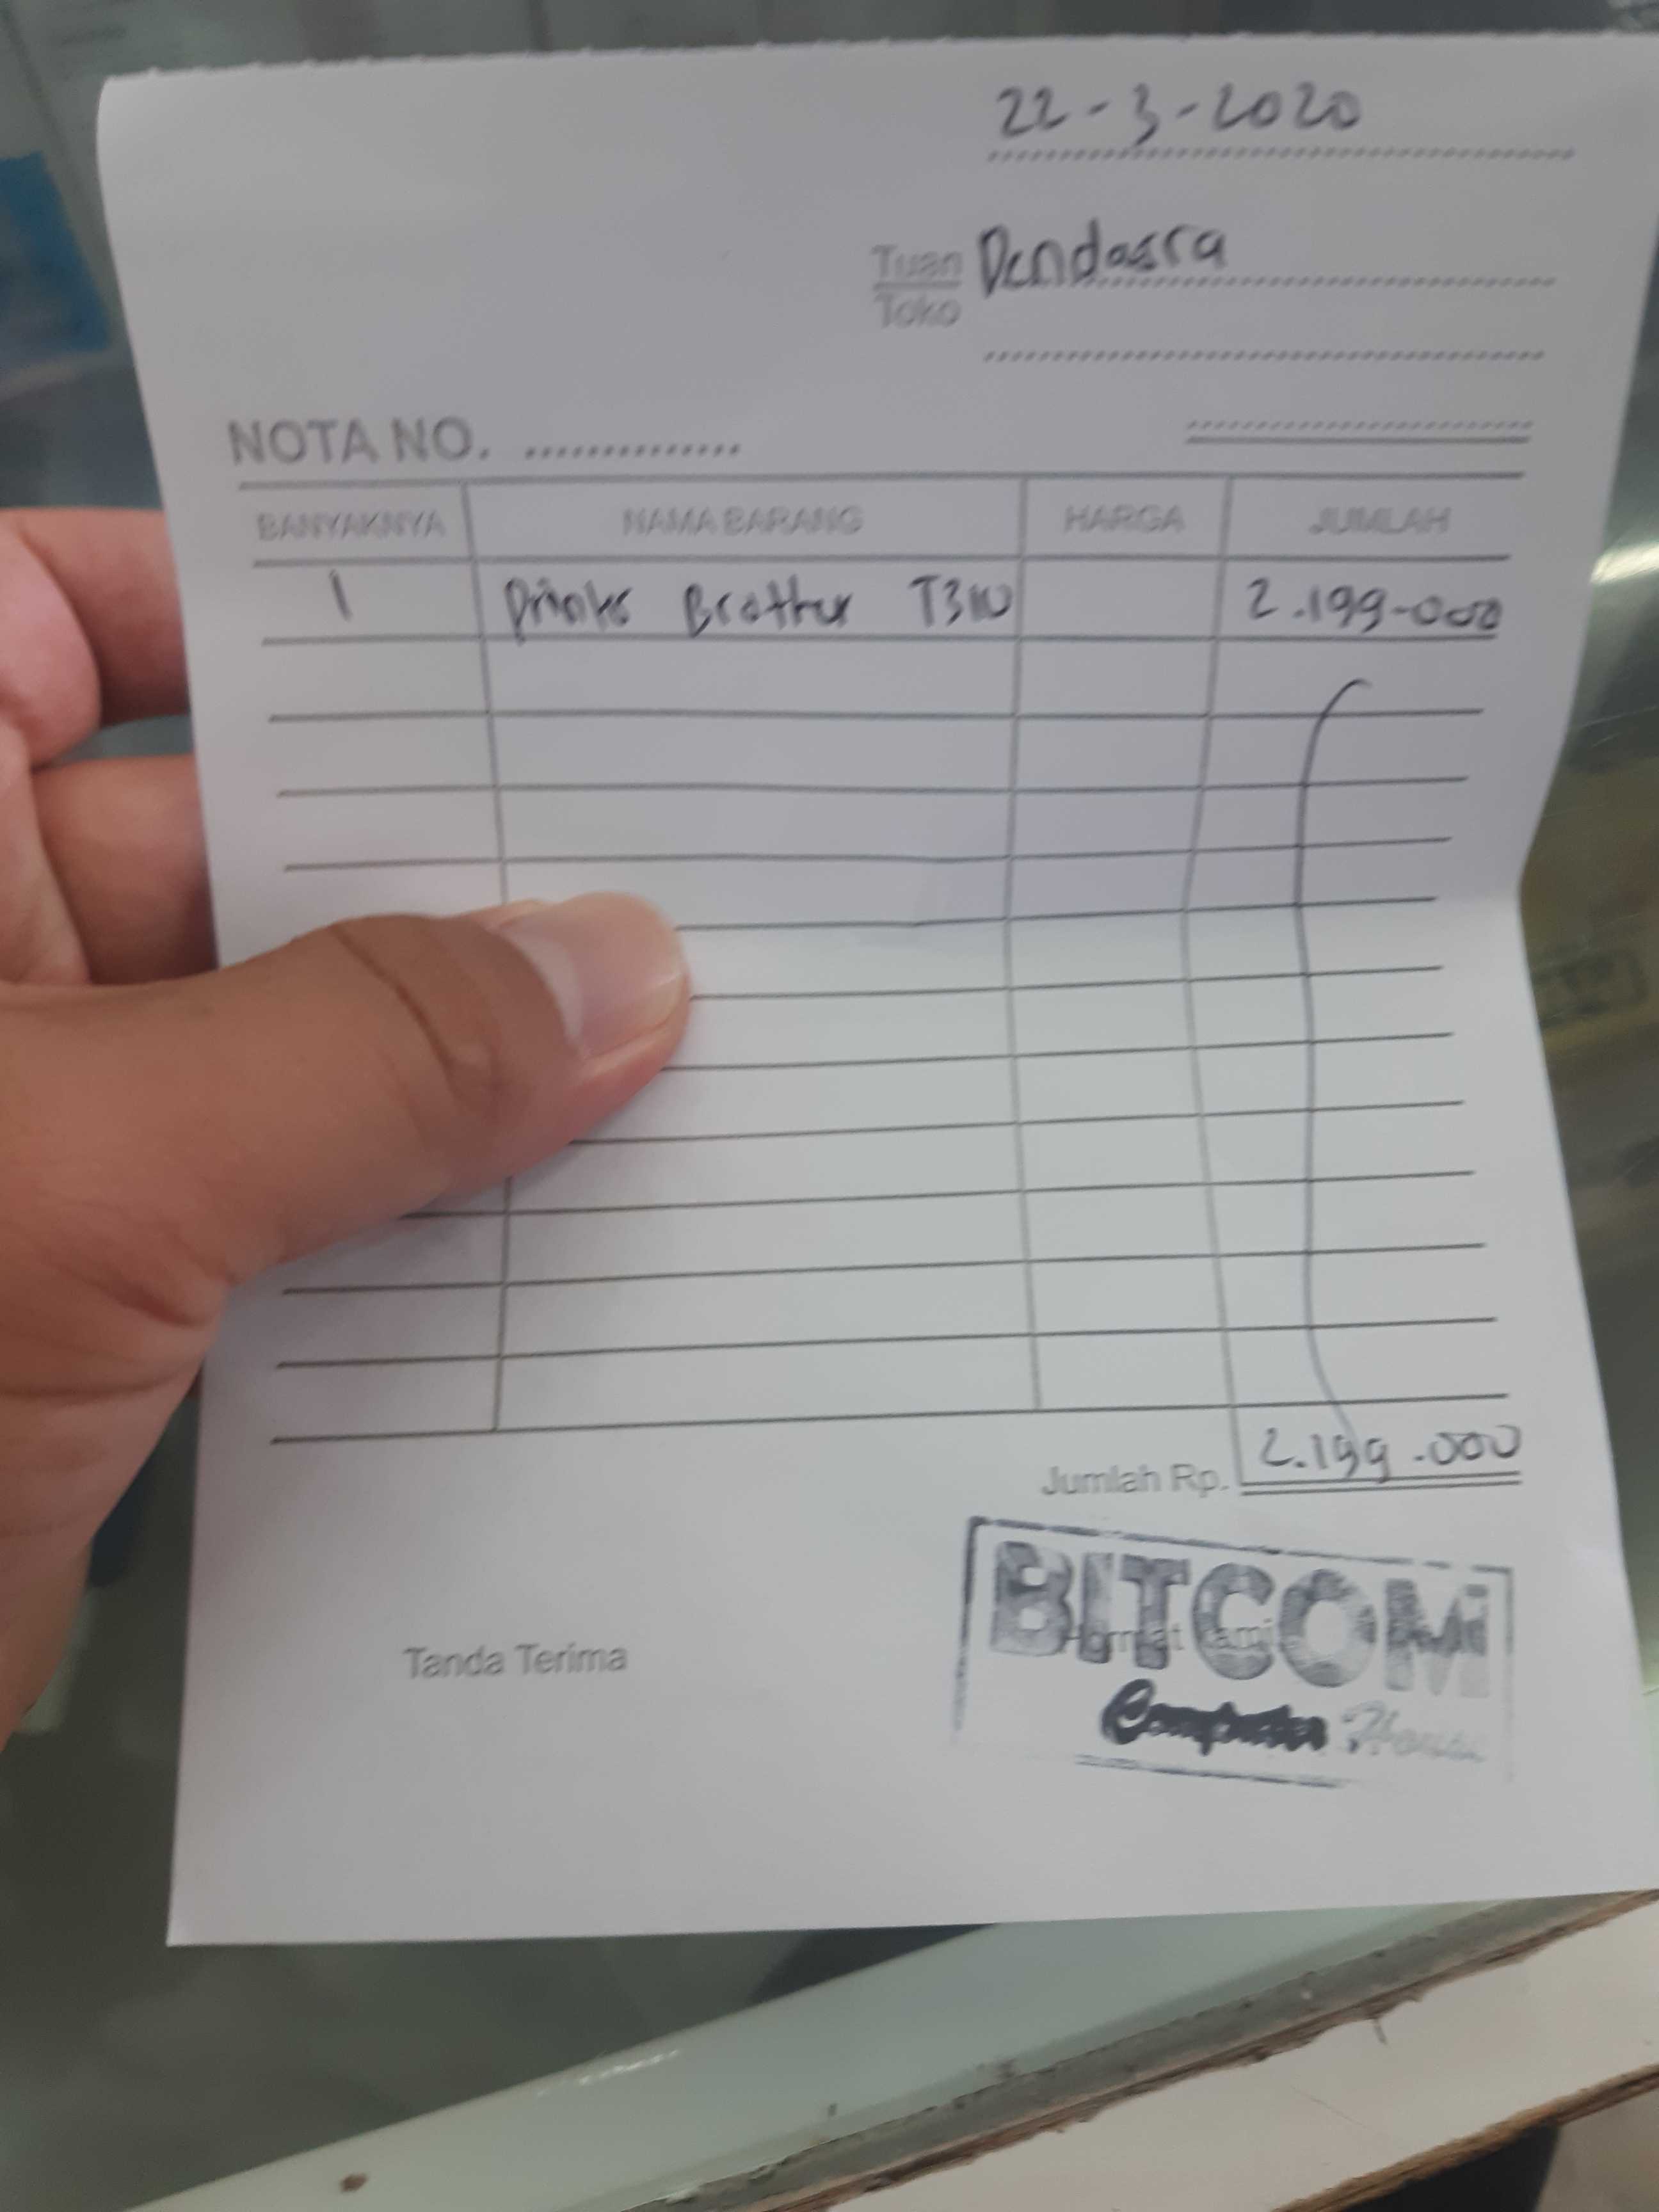 22-3-2020
Tuan
Toko
NOTA NO. ..............
BANYAKNYA NAMA BARANG HARGA JUMLAH
1 Printer Brother T310 2.199-000
Jumlah Rp. 2.199.000
Tanda Terima
Hormat kami
BITCOM
Computer House